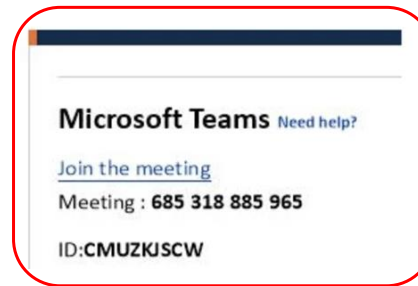 Microsoft Teams Need help?
Join the meeting
Meeting : 685 318 885 965
ID:CMUZKJSCW